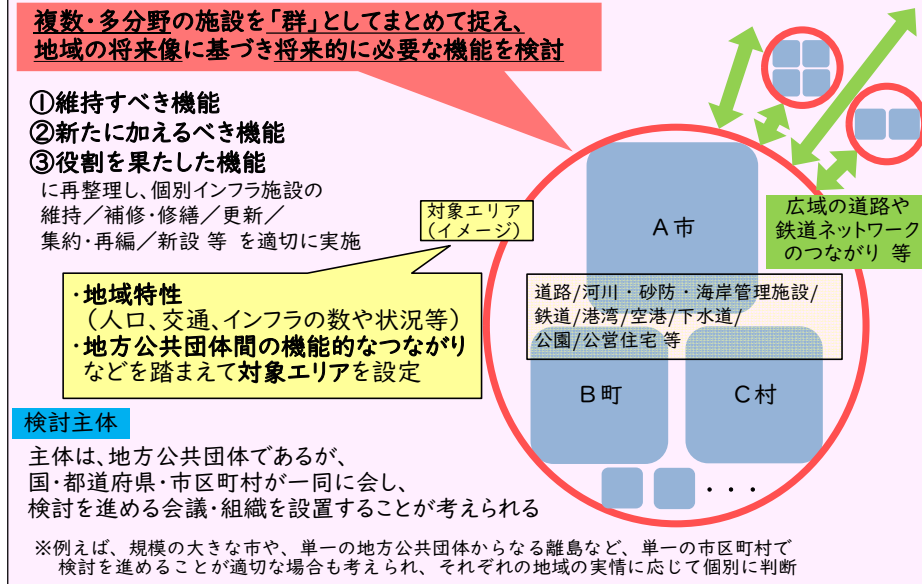 複数・多分野の施設を「群」としてまとめて捉え、
地域の将来像に基づき将来的に必要な機能を検討
①維持すべき機能
②新たに加えるべき機能
③役割を果たした機能
に再整理し、個別インフラ施設の
維持／補修・修繕／更新／
集約・再編／新設 等 を適切に実施
対象エリア
(イメージ)
・地域特性
（人口、交通、インフラの数や状況等）
・地方公共団体間の機能的なつながり
などを踏まえて対象エリアを設定
A市
広域の道路や
鉄道ネットワーク
のつながり 等
道路/河川・砂防・海岸管理施設/
鉄道/港湾/空港/下水道/
公園/公営住宅 等
B町
C村
・・・
検討主体
主体は、地方公共団体であるが、
国・都道府県・市区町村が一同に会し、
検討を進める会議・組織を設置することが考えられる
※例えば、規模の大きな市や、単一の地方公共団体からなる離島など、単一の市区町村で
検討を進めることが適切な場合も考えられ、それぞれの地域の実情に応じて個別に判断